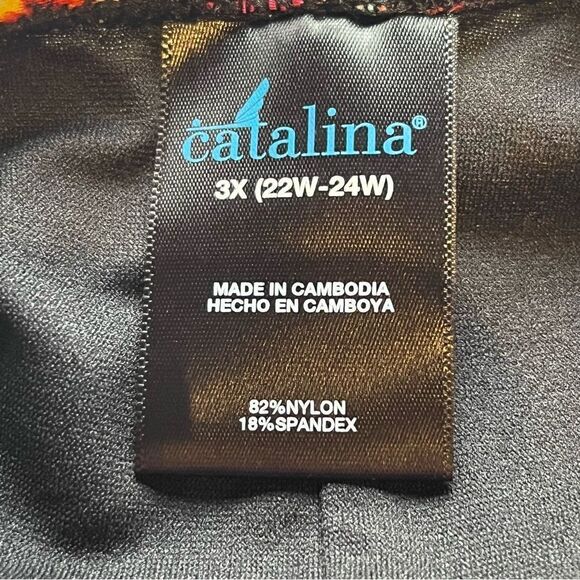 catalina®
3X (22W-24W)
MADE IN CAMBODIA
HECHO EN CAMBOYA
82%NYLON
18%SPANDEX